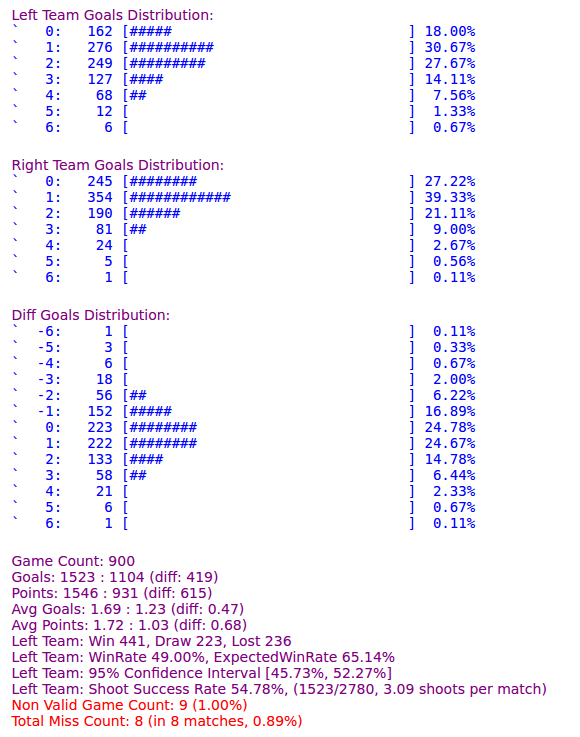 Left Team Goals Distribution:
` 0: 162 [##### ] 18.00%
` 1: 276 [########## ] 30.67%
` 2: 249 [######### ] 27.67%
` 3: 127 [#### ] 14.11%
` 4: 68 [## ] 7.56%
` 5: 12 [ ] 1.33%
` 6: 6 [ ] 0.67%
Right Team Goals Distribution:
` 0: 245 [######## ] 27.22%
` 1: 354 [############ ] 39.33%
` 2: 190 [###### ] 21.11%
` 3: 81 [## ] 9.00%
` 4: 24 [ ] 2.67%
` 5: 5 [ ] 0.56%
` 6: 1 [ ] 0.11%
Diff Goals Distribution:
` -6: 1 [ ] 0.11%
` -5: 3 [ ] 0.33%
` -4: 6 [ ] 0.67%
` -3: 18 [ ] 2.00%
` -2: 56 [## ] 6.22%
` -1: 152 [##### ] 16.89%
` 0: 223 [######## ] 24.78%
` 1: 222 [######## ] 24.67%
` 2: 133 [#### ] 14.78%
` 3: 58 [## ] 6.44%
` 4: 21 [ ] 2.33%
` 5: 6 [ ] 0.67%
` 6: 1 [ ] 0.11%
Game Count: 900
Goals: 1523 : 1104 (diff: 419)
Points: 1546 : 931 (diff: 615)
Avg Goals: 1.69 : 1.23 (diff: 0.47)
Avg Points: 1.72 : 1.03 (diff: 0.68)
Left Team: Win 441, Draw 223, Lost 236
Left Team: WinRate 49.00%, ExpectedWinRate 65.14%
Left Team: 95% Confidence Interval [45.73%, 52.27%]
Left Team: Shoot Success Rate 54.78%, (1523/2780, 3.09 shoots per match)
Non Valid Game Count: 9 (1.00%)
Total Miss Count: 8 (in 8 matches, 0.89%)